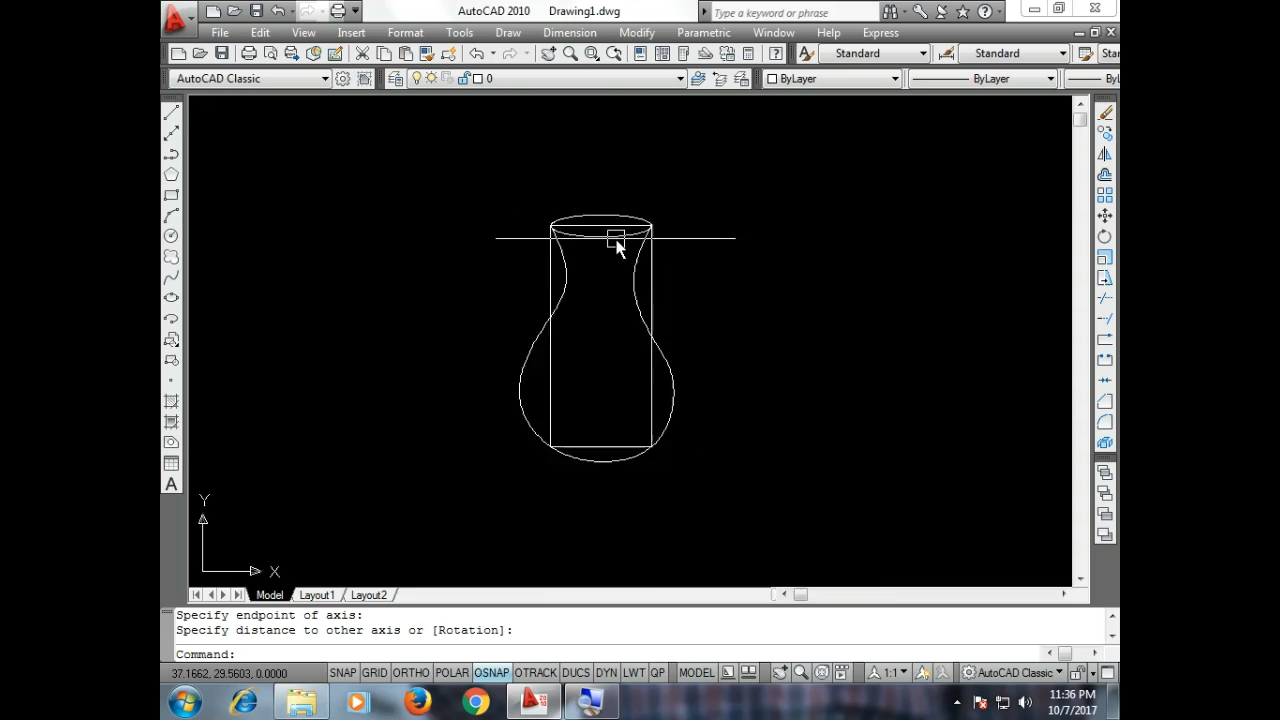 AutoCAD 2010 Drawing1.dwg Type a keyword or phrase
File Edit View Insert Format Tools Draw Dimension Modify Parametric Window Help Express
Standard Standard Star
AutoCAD Classic 0 ByLayer ByLayer ByL
Y
X
Model Layout1 Layout2
Specify endpoint of axis:
Specify distance to other axis or [Rotation]:
Command:
37.1662, 29.5603, 0.0000 SNAP GRID ORTHO POLAR OSNAP OTRACK DUCS DYN LWT QP MODEL 1:1 AutoCAD Classic
11:36 PM
10/7/2017